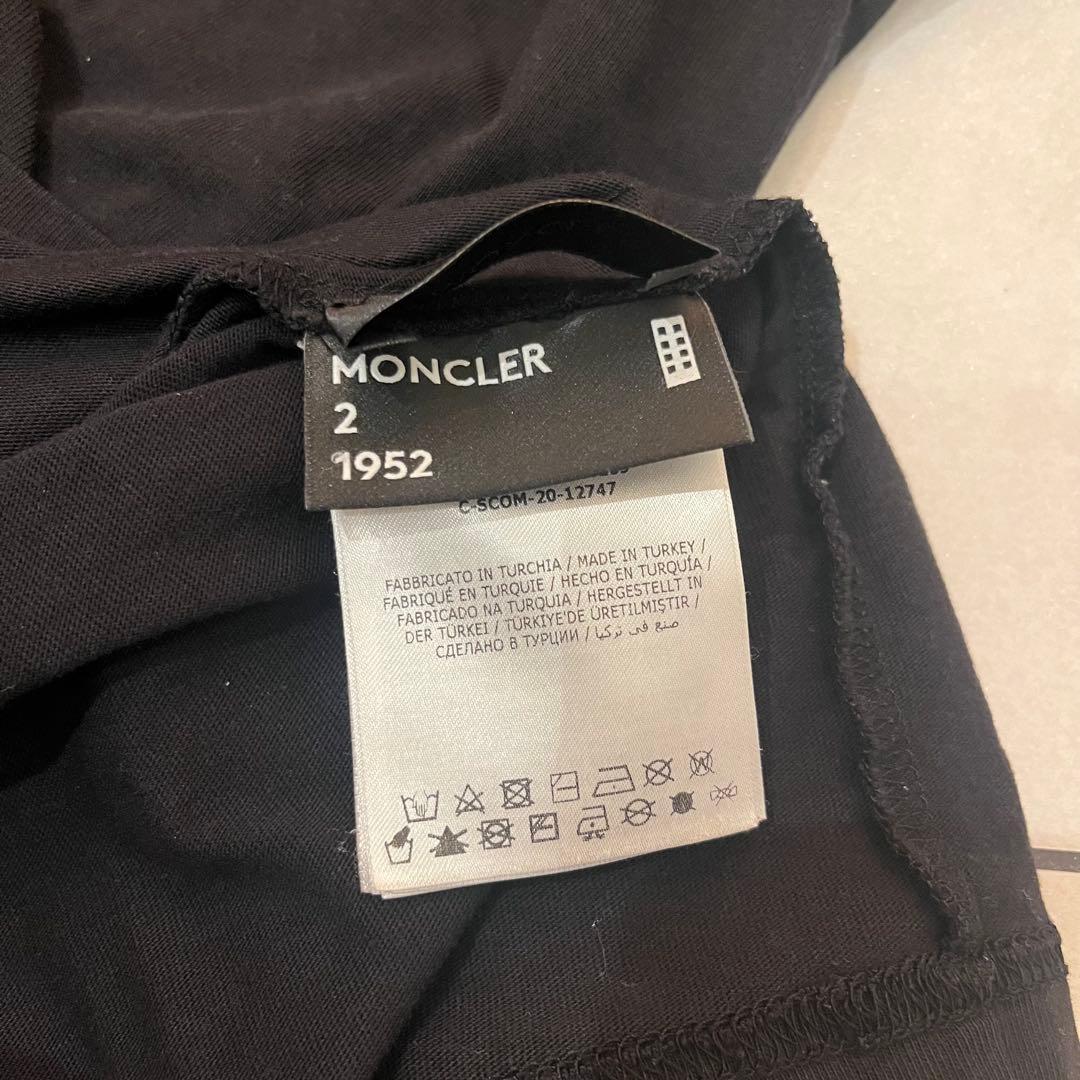 MONCLER
2
1952
C-SCOM-20-12747
FABBRICATO IN TURCHIA / MADE IN TURKEY /
FABRIQUÉ EN TURQUIE / HECHO EN TURQUÍA /
FABRICADO NA TURQUIA / HERGESTELLT IN
DER TÜRKEI / TÜRKIYE'DE ÜRETILMIŞTIR /
СДЕЛАНО В ТУРЦИИ / صنع في تركيا